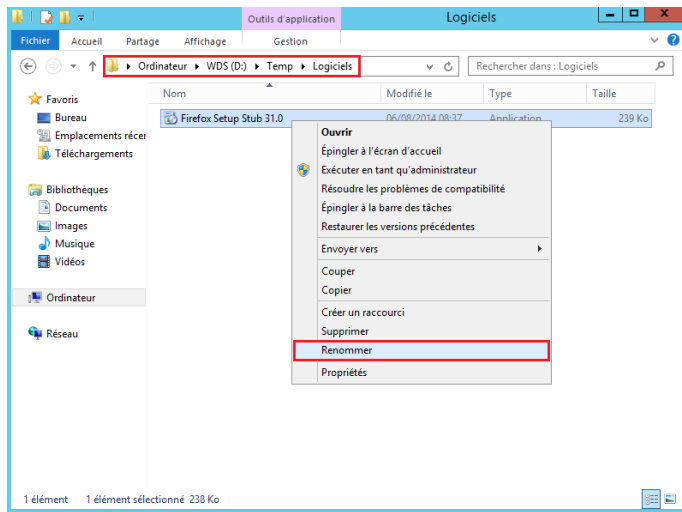 Outils d'application
Logiciels
Fichier Accueil Partage Affichage Gestion
Ordinateur WDS (D:) Temp Logiciels
Rechercher dans : Logiciels
Nom Modifié le Type Taille
Favoris
Bureau
Emplacements récer
Téléchargements
Bibliothèques
Documents
Images
Musique
Vidéos
Ordinateur
Réseau
Firefox Setup Stub 31.0 06/08/2014 08:37 Application 239 Ko
Ouvrir
Épingler à l'écran d'accueil
Exécuter en tant qu'administrateur
Résoudre les problèmes de compatibilité
Épingler à la barre des tâches
Restaurer les versions précédentes
Envoyer vers
Couper
Copier
Créer un raccourci
Supprimer
Renommer
Propriétés
1 élément 1 élément sélectionné 238 Ko